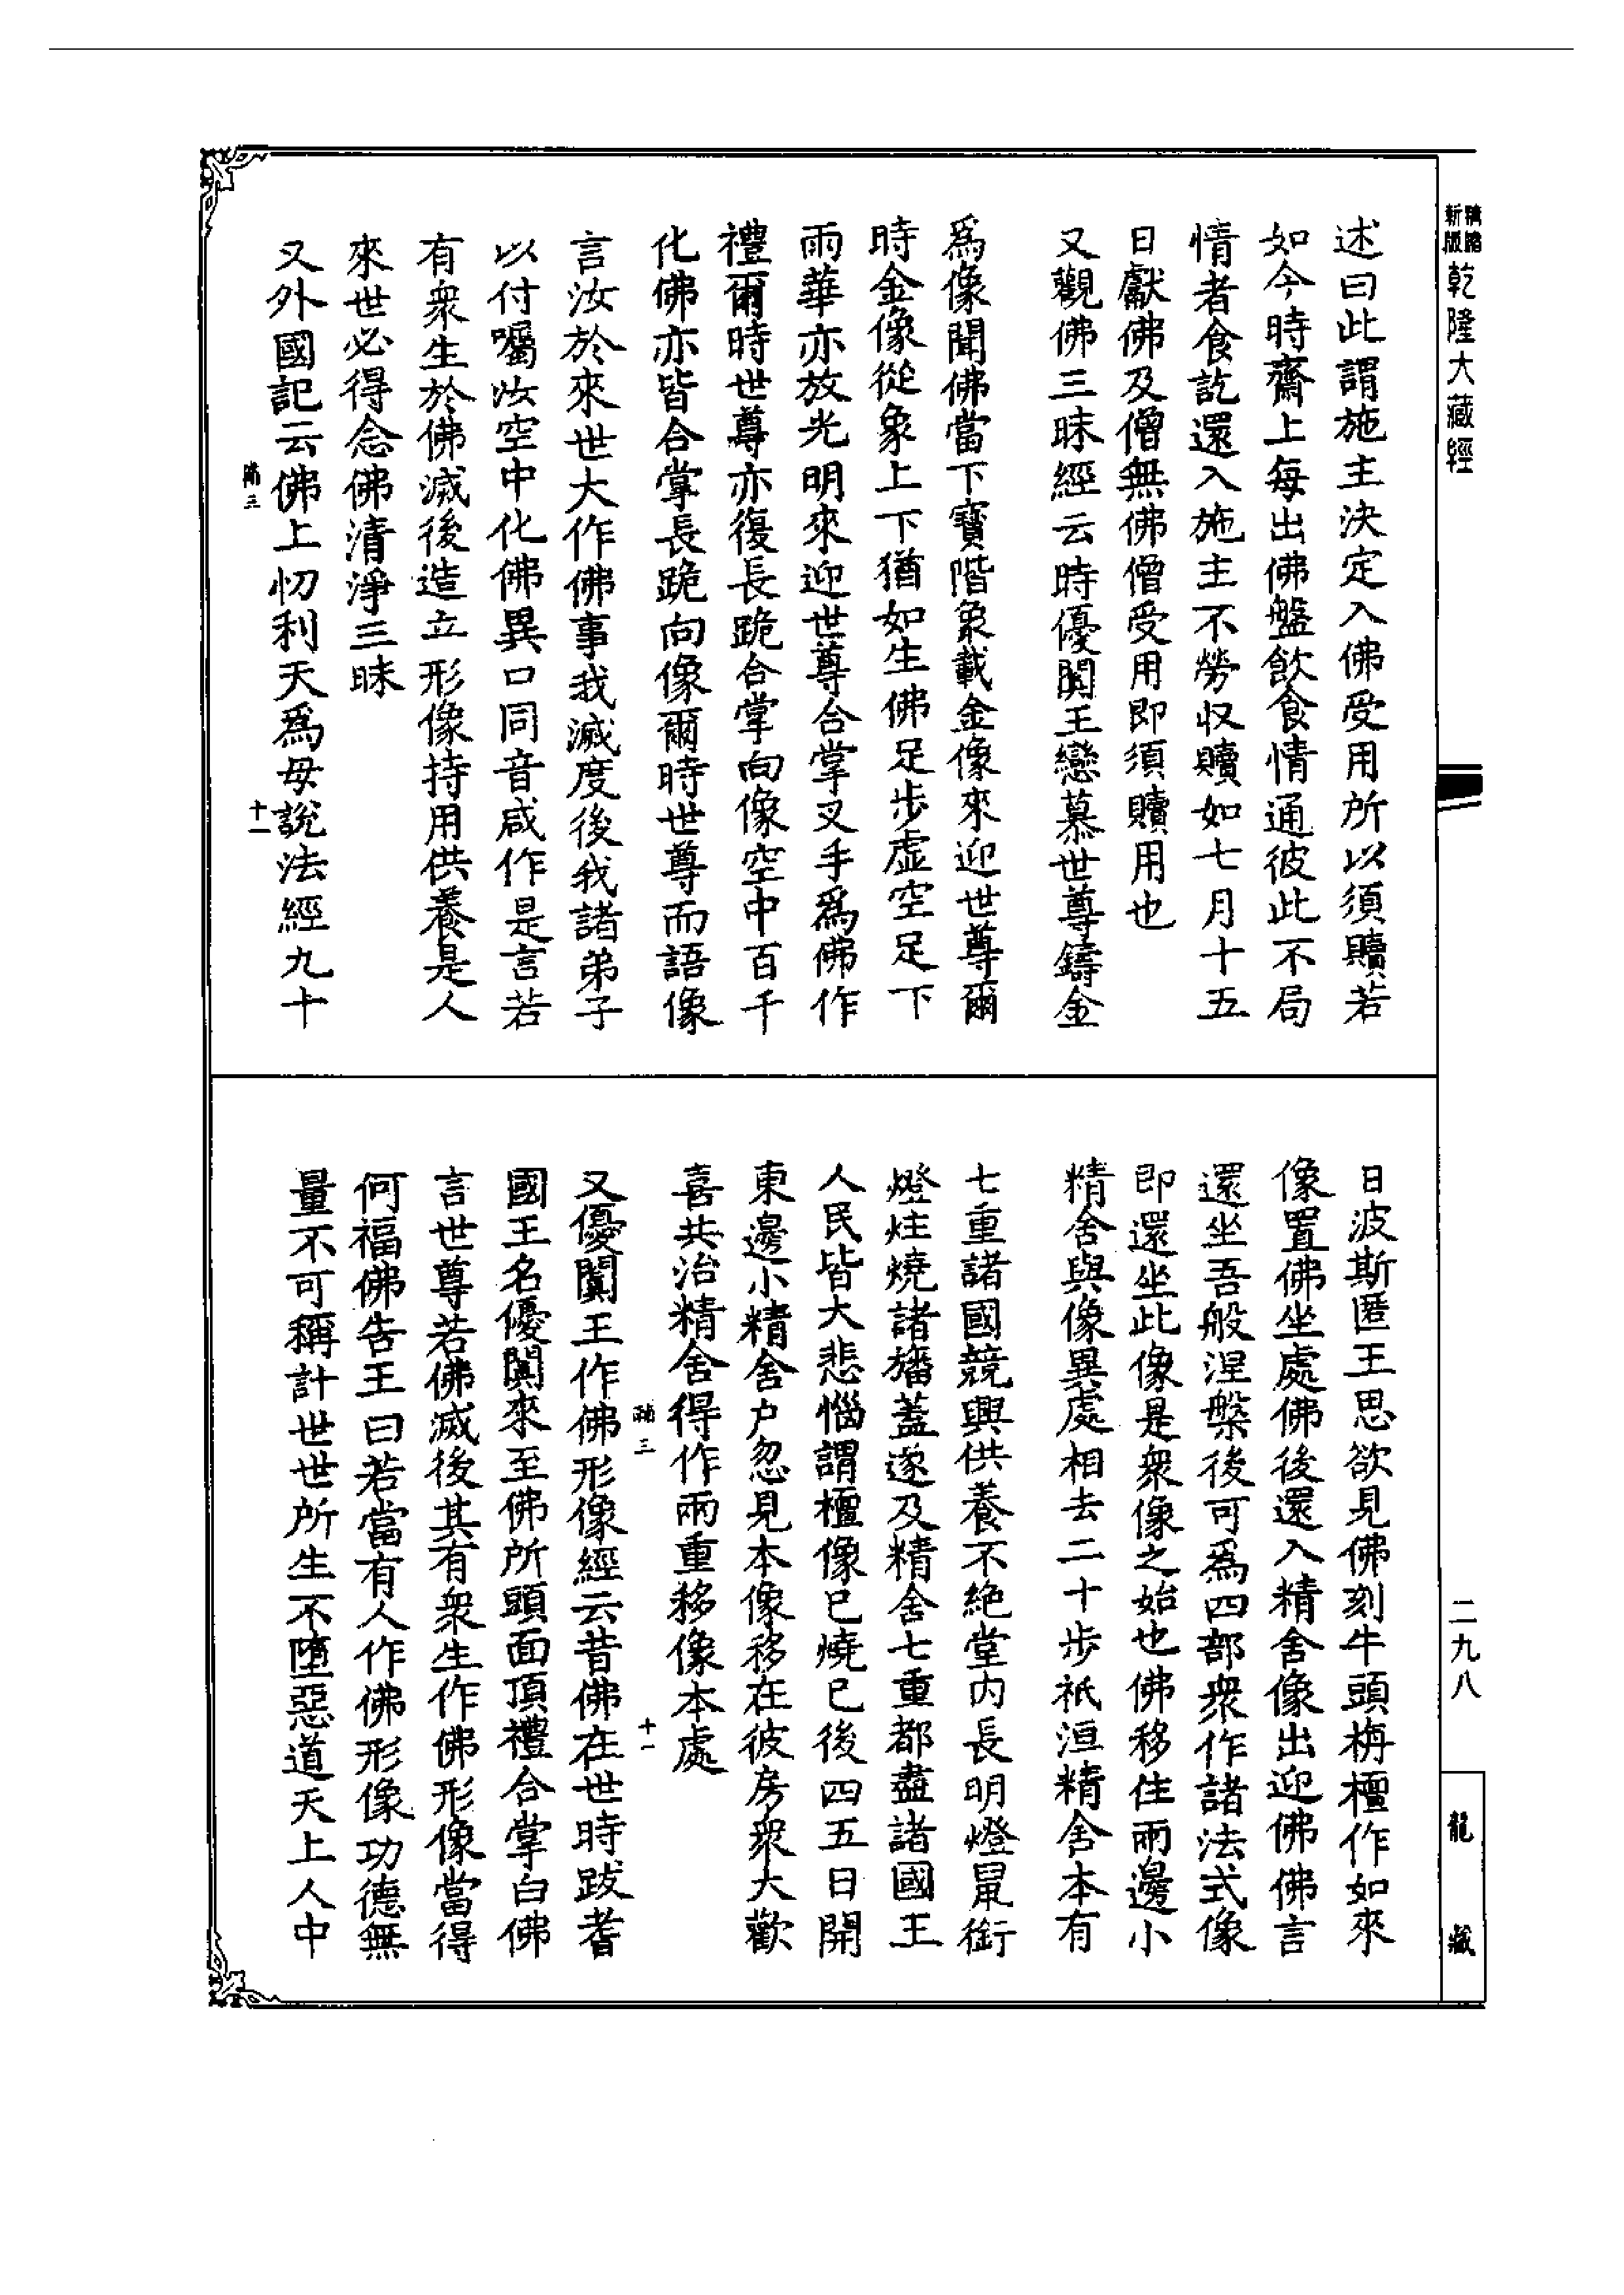 精縮新版乾隆大藏經
述曰此謂施主決定入佛受用所以須贖若
如今時齋上每出佛盤飲食情通彼此不局
情者食訖還入施主不勞収贖如七月十五
日獻佛及僧無佛僧受用即須贖用也
又觀佛三昧經云時優闐王戀慕世尊鑄金
為像聞佛當下寶階象載金像來迎世尊爾
時金像從象上下猶如生佛足步虛空足下
雨華亦放光明來迎世尊合掌叉手為佛作
禮爾時世尊亦復長跪合掌向像空中百千
化佛亦皆合掌長跪向像爾時世尊而語像
言汝於來世大作佛事我滅度後我諸弟子
以付囑汝空中化佛異口同音咸作是言若
有眾生於佛滅後造立形像持用供養是人
來世必得念佛清淨三昧
又外國記云佛上忉利天為母說法經九十
輔三
十一
日波斯匿王思欲見佛刻牛頭栴檀作如來
像置佛坐處佛後還入精舍像出迎佛佛言
還坐吾般涅槃後可為四部眾作諸法式像
即還坐此像是眾像之始也佛移住兩邊小
精舍與像異處相去二十步祇洹精舍本有
七重諸國競興供養不絕堂內長明燈鼠銜
燈炷燒諸旛蓋遂及精舍七重都盡諸國王
人民皆大悲惱謂檀像已燒已後四五日開
東邊小精舍户忽見本像移在彼房眾大歡
喜共治精舍得作兩重移像本處
輔三
十一
又優闐王作佛形像經云昔佛在世時跋耆
國王名優闐來至佛所頭面頂禮合掌白佛
言世尊若佛滅後其有眾生作佛形像當得
何福佛告王曰若當有人作佛形像功德無
量不可稱計世世所生不墮惡道天上人中
二九八
龍藏